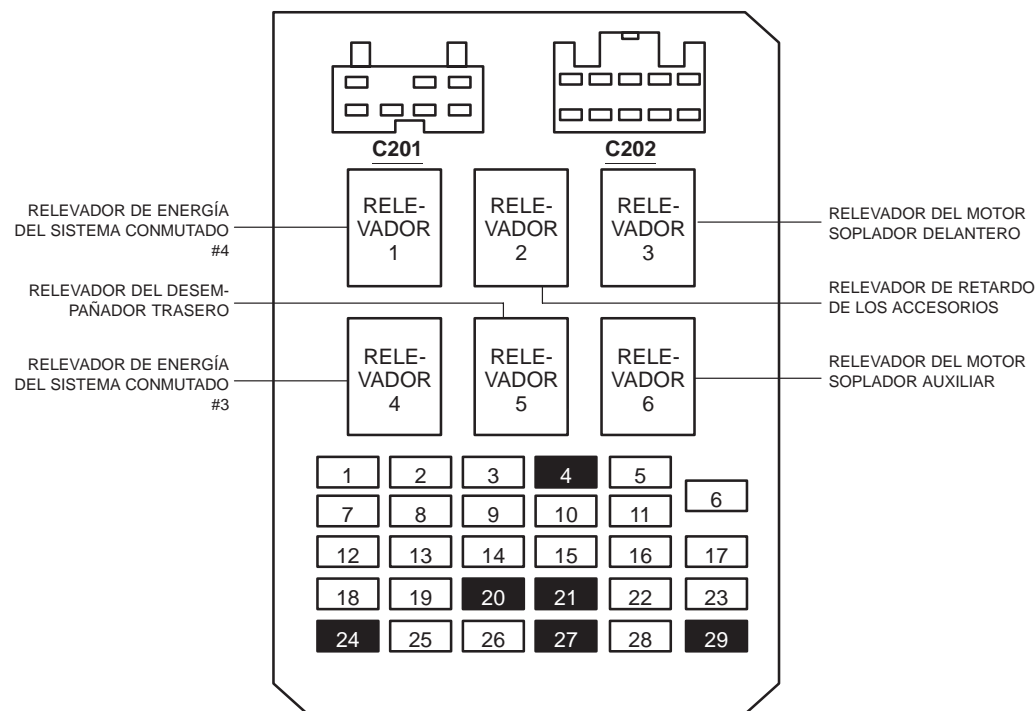 C201
C202
RELE-
VADOR
1
RELE-
VADOR
2
RELE-
VADOR
3
RELEVADOR DE ENERGÍA
DEL SISTEMA CONMUTADO
#4
RELEVADOR DEL MOTOR
SOPLADOR DELANTERO
RELEVADOR DEL DESEM-
PAÑADOR TRASERO
RELEVADOR DE RETARDO
DE LOS ACCESORIOS
RELEVADOR DE ENERGÍA
DEL SISTEMA CONMUTADO
#3
RELE-
VADOR
4
RELE-
VADOR
5
RELE-
VADOR
6
RELEVADOR DEL MOTOR
SOPLADOR AUXILIAR
1 2 3 4 5
6
7 8 9 10 11
12 13 14 15 16 17
18 19 20 21 22 23
24 25 26 27 28 29